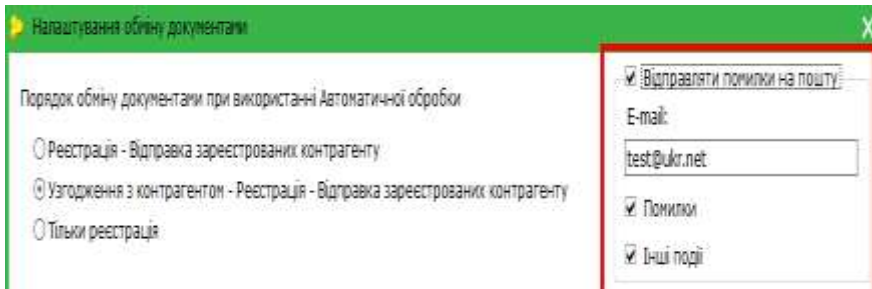 Налаштування обміну документами
Порядок обміну документами при використанні Автоматичної обробки
Реєстрація - Відправка зареєстрованих контрагенту
Узгодження з контрагентом - Реєстрація - Відправка зареєстрованих контрагенту
Тільки реєстрація
Відправляти помилки на пошту
E-mail:
test@ukr.net
Помилки
Інші події